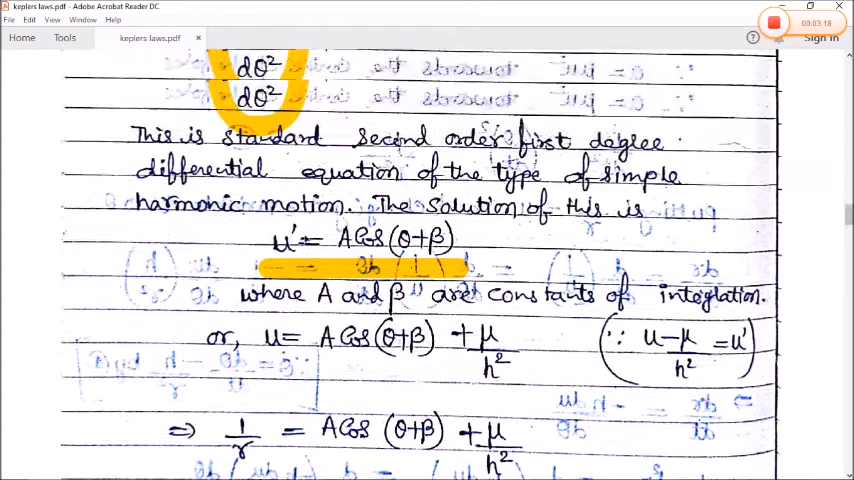 keplers laws.pdf - Adobe Acrobat Reader DC
File Edit View Window Help
00:03:18
Home Tools keplers laws.pdf × Sign In
dθ²
dθ²
This is standard second order first degree
differential equation of the type of simple
harmonic motion. The solution of this is
u' = A Cos (θ+β)
where A and β are constants of integlation.
or, u = A Cos (θ+β) + μ/h² (∵ u - μ/h² = u')
⇒ 1/r = A Cos (θ+β) + μ/h²